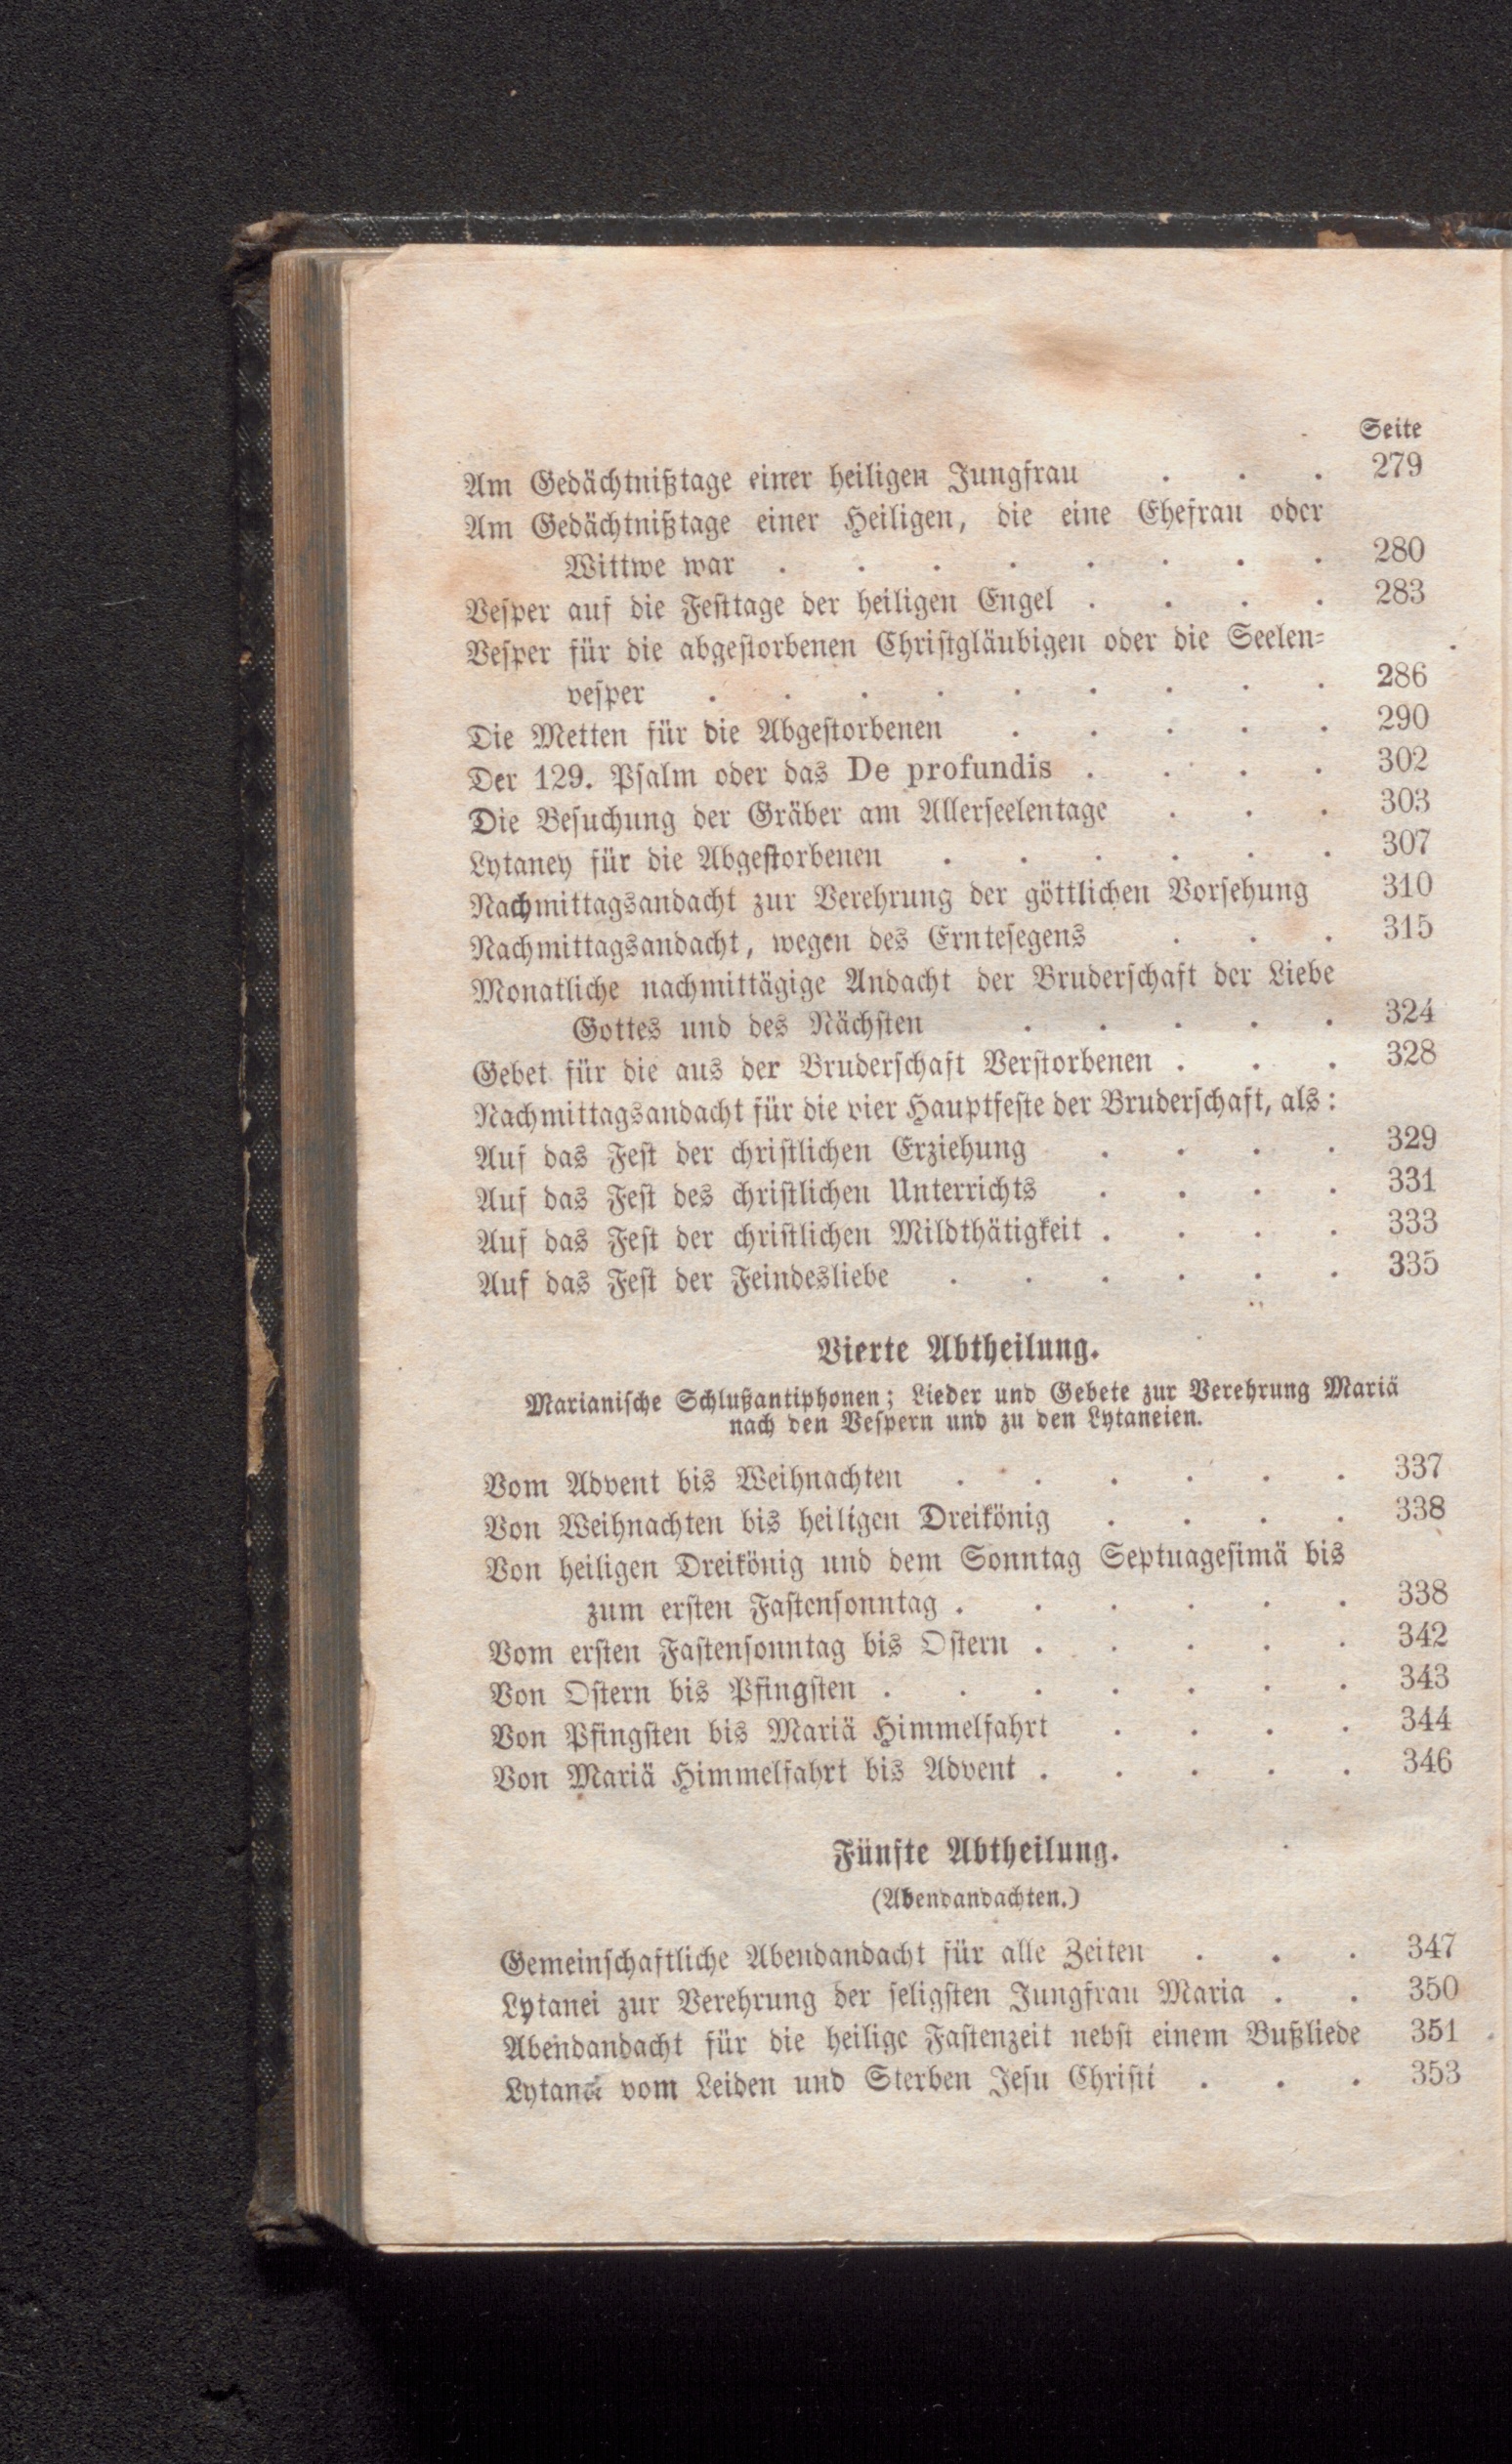 Seite
Am Gedächtnißtage einer heiligen Jungfrau . . . 279
Am Gedächtnißtage einer Heiligen, die eine Ehefrau oder
Wittwe war . . . . . . . . 280
Vesper auf die Festtage der heiligen Engel . . . . 283
Vesper für die abgestorbenen Christgläubigen oder die Seelen-
vesper . . . . . . . . . 286
Die Metten für die Abgestorbenen . . . . . 290
Der 129. Psalm oder das De profundis . . . . 302
Die Besuchung der Gräber am Allerseelentage . . . 303
Lytaney für die Abgestorbenen . . . . . . 307
Nachmittagsandacht zur Verehrung der göttlichen Vorsehung 310
Nachmittagsandacht, wegen des Erntesegens . . . 315
Monatliche nachmittägige Andacht der Bruderschaft der Liebe
Gottes und des Nächsten . . . . . 324
Gebet für die aus der Bruderschaft Verstorbenen . . . 328
Nachmittagsandacht für die vier Hauptfeste der Bruderschaft, als:
Auf das Fest der christlichen Erziehung . . . . 329
Auf das Fest des christlichen Unterrichts . . . . 331
Auf das Fest der christlichen Mildthätigkeit . . . . 333
Auf das Fest der Feindesliebe . . . . . . 335
Vierte Abtheilung.
Marianische Schlußantiphonen; Lieder und Gebete zur Verehrung Mariä
nach den Vespern und zu den Lytaneien.
Vom Advent bis Weihnachten . . . . . . 337
Von Weihnachten bis heiligen Dreikönig . . . . 338
Von heiligen Dreikönig und dem Sonntag Septuagesimä bis
zum ersten Fastensonntag . . . . . . 338
Vom ersten Fastensonntag bis Ostern . . . . . 342
Von Ostern bis Pfingsten . . . . . . . 343
Von Pfingsten bis Mariä Himmelfahrt . . . . 344
Von Mariä Himmelfahrt bis Advent . . . . . 346
Fünfte Abtheilung.
(Abendandachten.)
Gemeinschaftliche Abendandacht für alle Zeiten . . . 347
Lytanei zur Verehrung der seligsten Jungfrau Maria . . 350
Abendandacht für die heilige Fastenzeit nebst einem Bußliede 351
Lytanei vom Leiden und Sterben Jesu Christi . . . 353